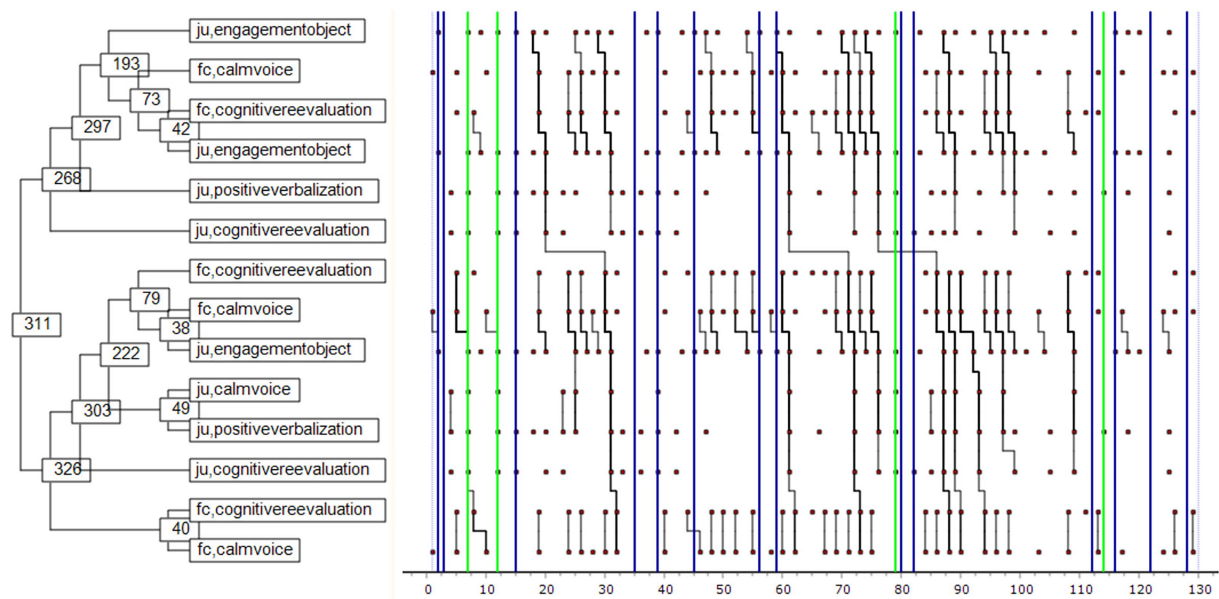 ju,engagementobject
193
fc,calmvoice
73
fc,cognitivereevaluation
297
42
ju,engagementobject
268
ju,positiveverbalization
ju,cognitivereevaluation
fc,cognitivereevaluation
79
fc,calmvoice
311
38
222
ju,engagementobject
ju,calmvoice
303
49
ju,positiveverbalization
326
ju,cognitivereevaluation
fc,cognitivereevaluation
40
fc,calmvoice
0 10 20 30 40 50 60 70 80 90 100 110 120 130